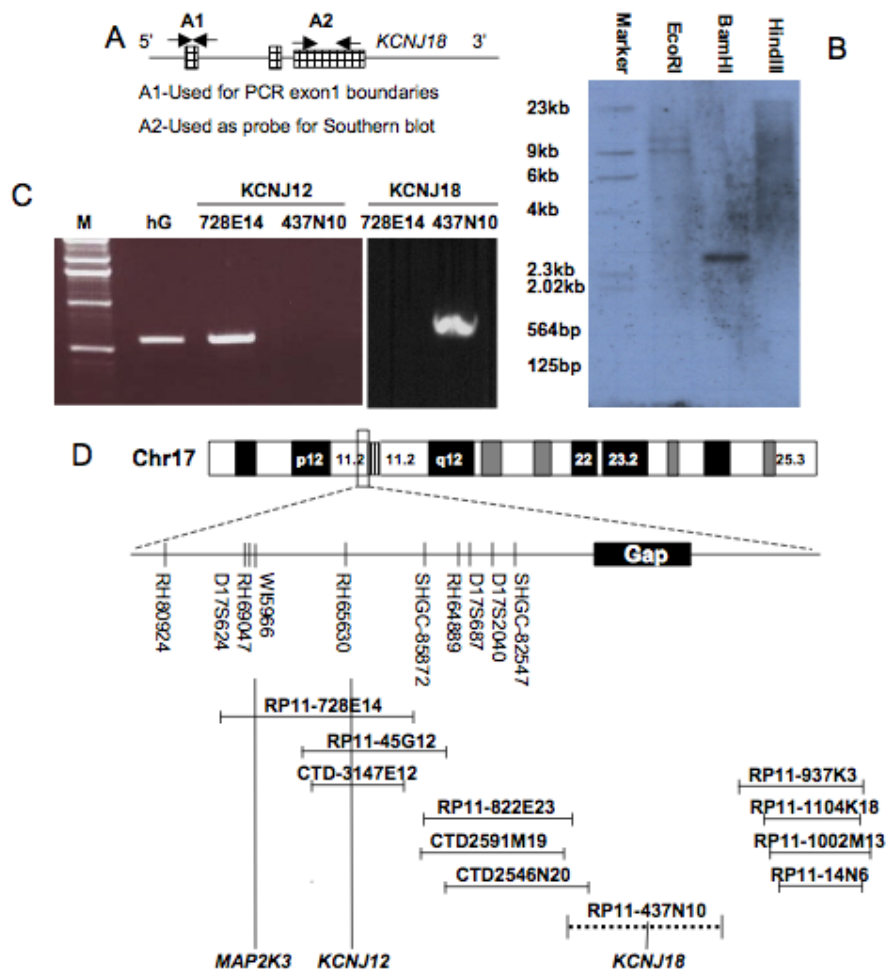 A
A1
A2
5'
KCNJ18
3'
A1-Used for PCR exon1 boundaries
A2-Used as probe for Southern blot
B
Marker
EcoRI
BamHI
HindIII
23kb
9kb
6kb
4kb
2.3kb
2.02kb
564bp
125bp
C
KCNJ12
KCNJ18
M
hG
728E14
437N10
728E14
437N10
D
Chr17
p12
11.2
11.2
q12
22
23.2
25.3
Gap
RH80924
D17S624
RH69047
WI5966
RH65630
SHGC-85872
RH64889
D17S687
D17S2040
SHGC-82547
RP11-728E14
RP11-45G12
CTD-3147E12
RP11-822E23
CTD2591M19
CTD2546N20
RP11-437N10
RP11-937K3
RP11-1104K18
RP11-1002M13
RP11-14N6
MAP2K3
KCNJ12
KCNJ18